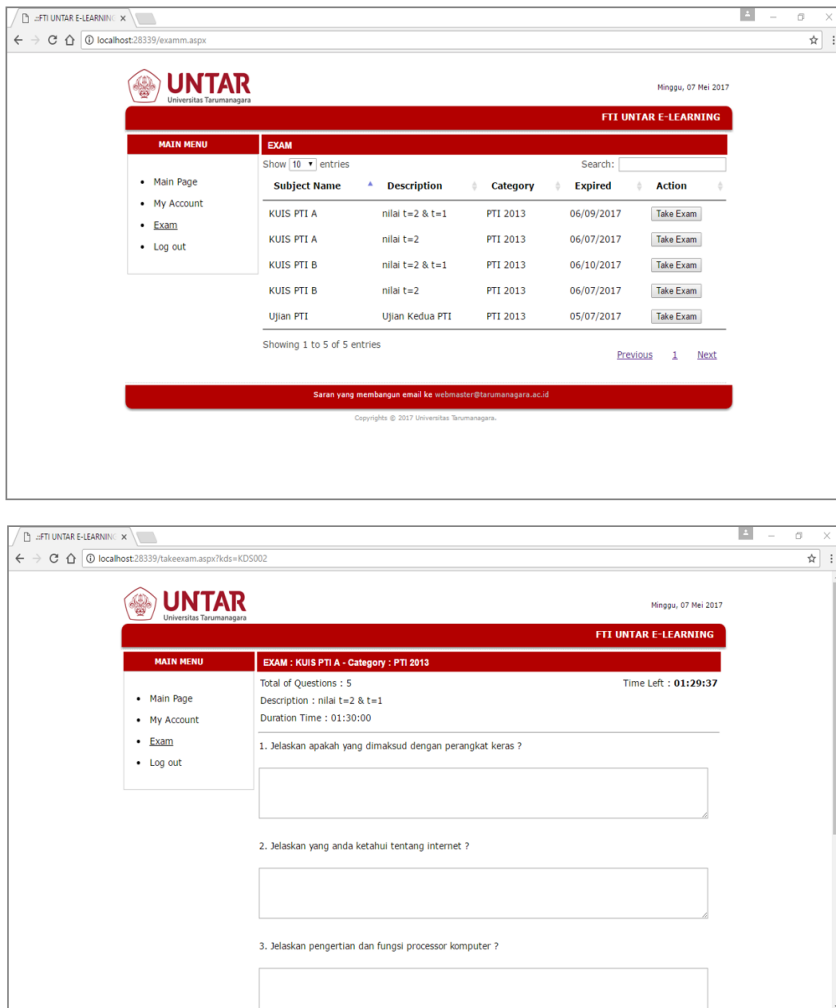 .::FTI UNTAR E-LEARNING
localhost:28339/examm.aspx
UNTAR
Universitas Tarumanagara
Minggu, 07 Mei 2017
FTI UNTAR E-LEARNING
MAIN MENU
Main Page
My Account
Exam
Log out
EXAM
Show 10 entries Search:
Subject Name Description Category Expired Action
KUIS PTI A nilai t=2 & t=1 PTI 2013 06/09/2017 Take Exam
KUIS PTI A nilai t=2 PTI 2013 06/07/2017 Take Exam
KUIS PTI B nilai t=2 & t=1 PTI 2013 06/10/2017 Take Exam
KUIS PTI B nilai t=2 PTI 2013 06/07/2017 Take Exam
Ujian PTI Ujian Kedua PTI PTI 2013 05/07/2017 Take Exam
Showing 1 to 5 of 5 entries
Previous 1 Next
Saran yang membangun email ke webmaster@tarumanagara.ac.id
Copyrights © 2017 Universitas Tarumanagara.
.::FTI UNTAR E-LEARNING
localhost:28339/takeexam.aspx?kds=KDS002
UNTAR
Universitas Tarumanagara
Minggu, 07 Mei 2017
FTI UNTAR E-LEARNING
MAIN MENU
Main Page
My Account
Exam
Log out
EXAM : KUIS PTI A - Category : PTI 2013
Total of Questions : 5 Time Left : 01:29:37
Description : nilai t=2 & t=1
Duration Time : 01:30:00
1. Jelaskan apakah yang dimaksud dengan perangkat keras ?
2. Jelaskan yang anda ketahui tentang internet ?
3. Jelaskan pengertian dan fungsi processor komputer ?